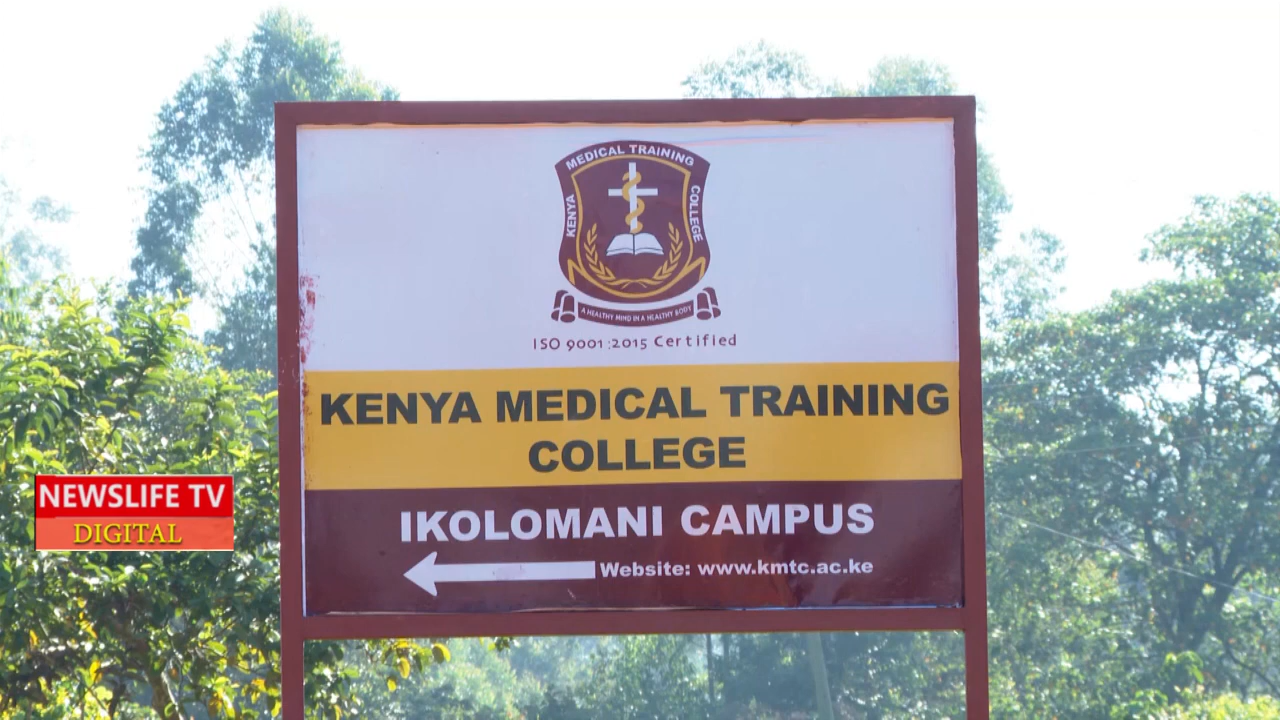 KENYA MEDICAL TRAINING COLLEGE
A HEALTHY MIND IN A HEALTHY BODY
ISO 9001:2015 Certified
KENYA MEDICAL TRAINING
COLLEGE
IKOLOMANI CAMPUS
Website: www.kmtc.ac.ke
NEWSLIFE TV
DIGITAL